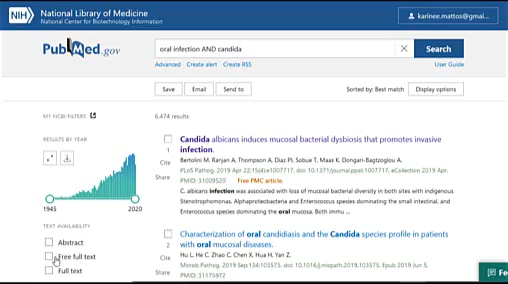 NIH National Library of Medicine
National Center for Biotechnology Information
karinee.mattos@gmai...
PubMed.gov
oral infection AND candida
Search
Advanced Create alert Create RSS
User Guide
Save Email Send to
Sorted by: Best match Display options
MY NCBI FILTERS
6,474 results
RESULTS BY YEAR
1945 2020
TEXT AVAILABILITY
Abstract
Free full text
Full text
1
Cite
Share
Candida albicans induces mucosal bacterial dysbiosis that promotes invasive
infection.
Bertolini M, Ranjan A, Thompson A, Diaz PI, Sobue T, Maas K, Dongari-Bagtzoglou A.
PLoS Pathog. 2019 Apr 22;15(4):e1007717. doi: 10.1371/journal.ppat.1007717. eCollection 2019 Apr.
PMID: 31009520 Free PMC article.
C. albicans infection was associated with loss of mucosal bacterial diversity in both sites with indigenous
Stenotrophomonas, Alphaproteobacteria and Enterococcus species dominating the small intestinal, and
Enterococcus species dominating the oral mucosa. Both immu ...
2
Cite
Share
Characterization of oral candidiasis and the Candida species profile in patients
with oral mucosal diseases.
Hu L, He C, Zhao C, Chen X, Hua H, Yan Z.
Microb Pathog. 2019 Sep;134:103575. doi: 10.1016/j.micpath.2019.103575. Epub 2019 Jun 5.
PMID: 31175972
Fe